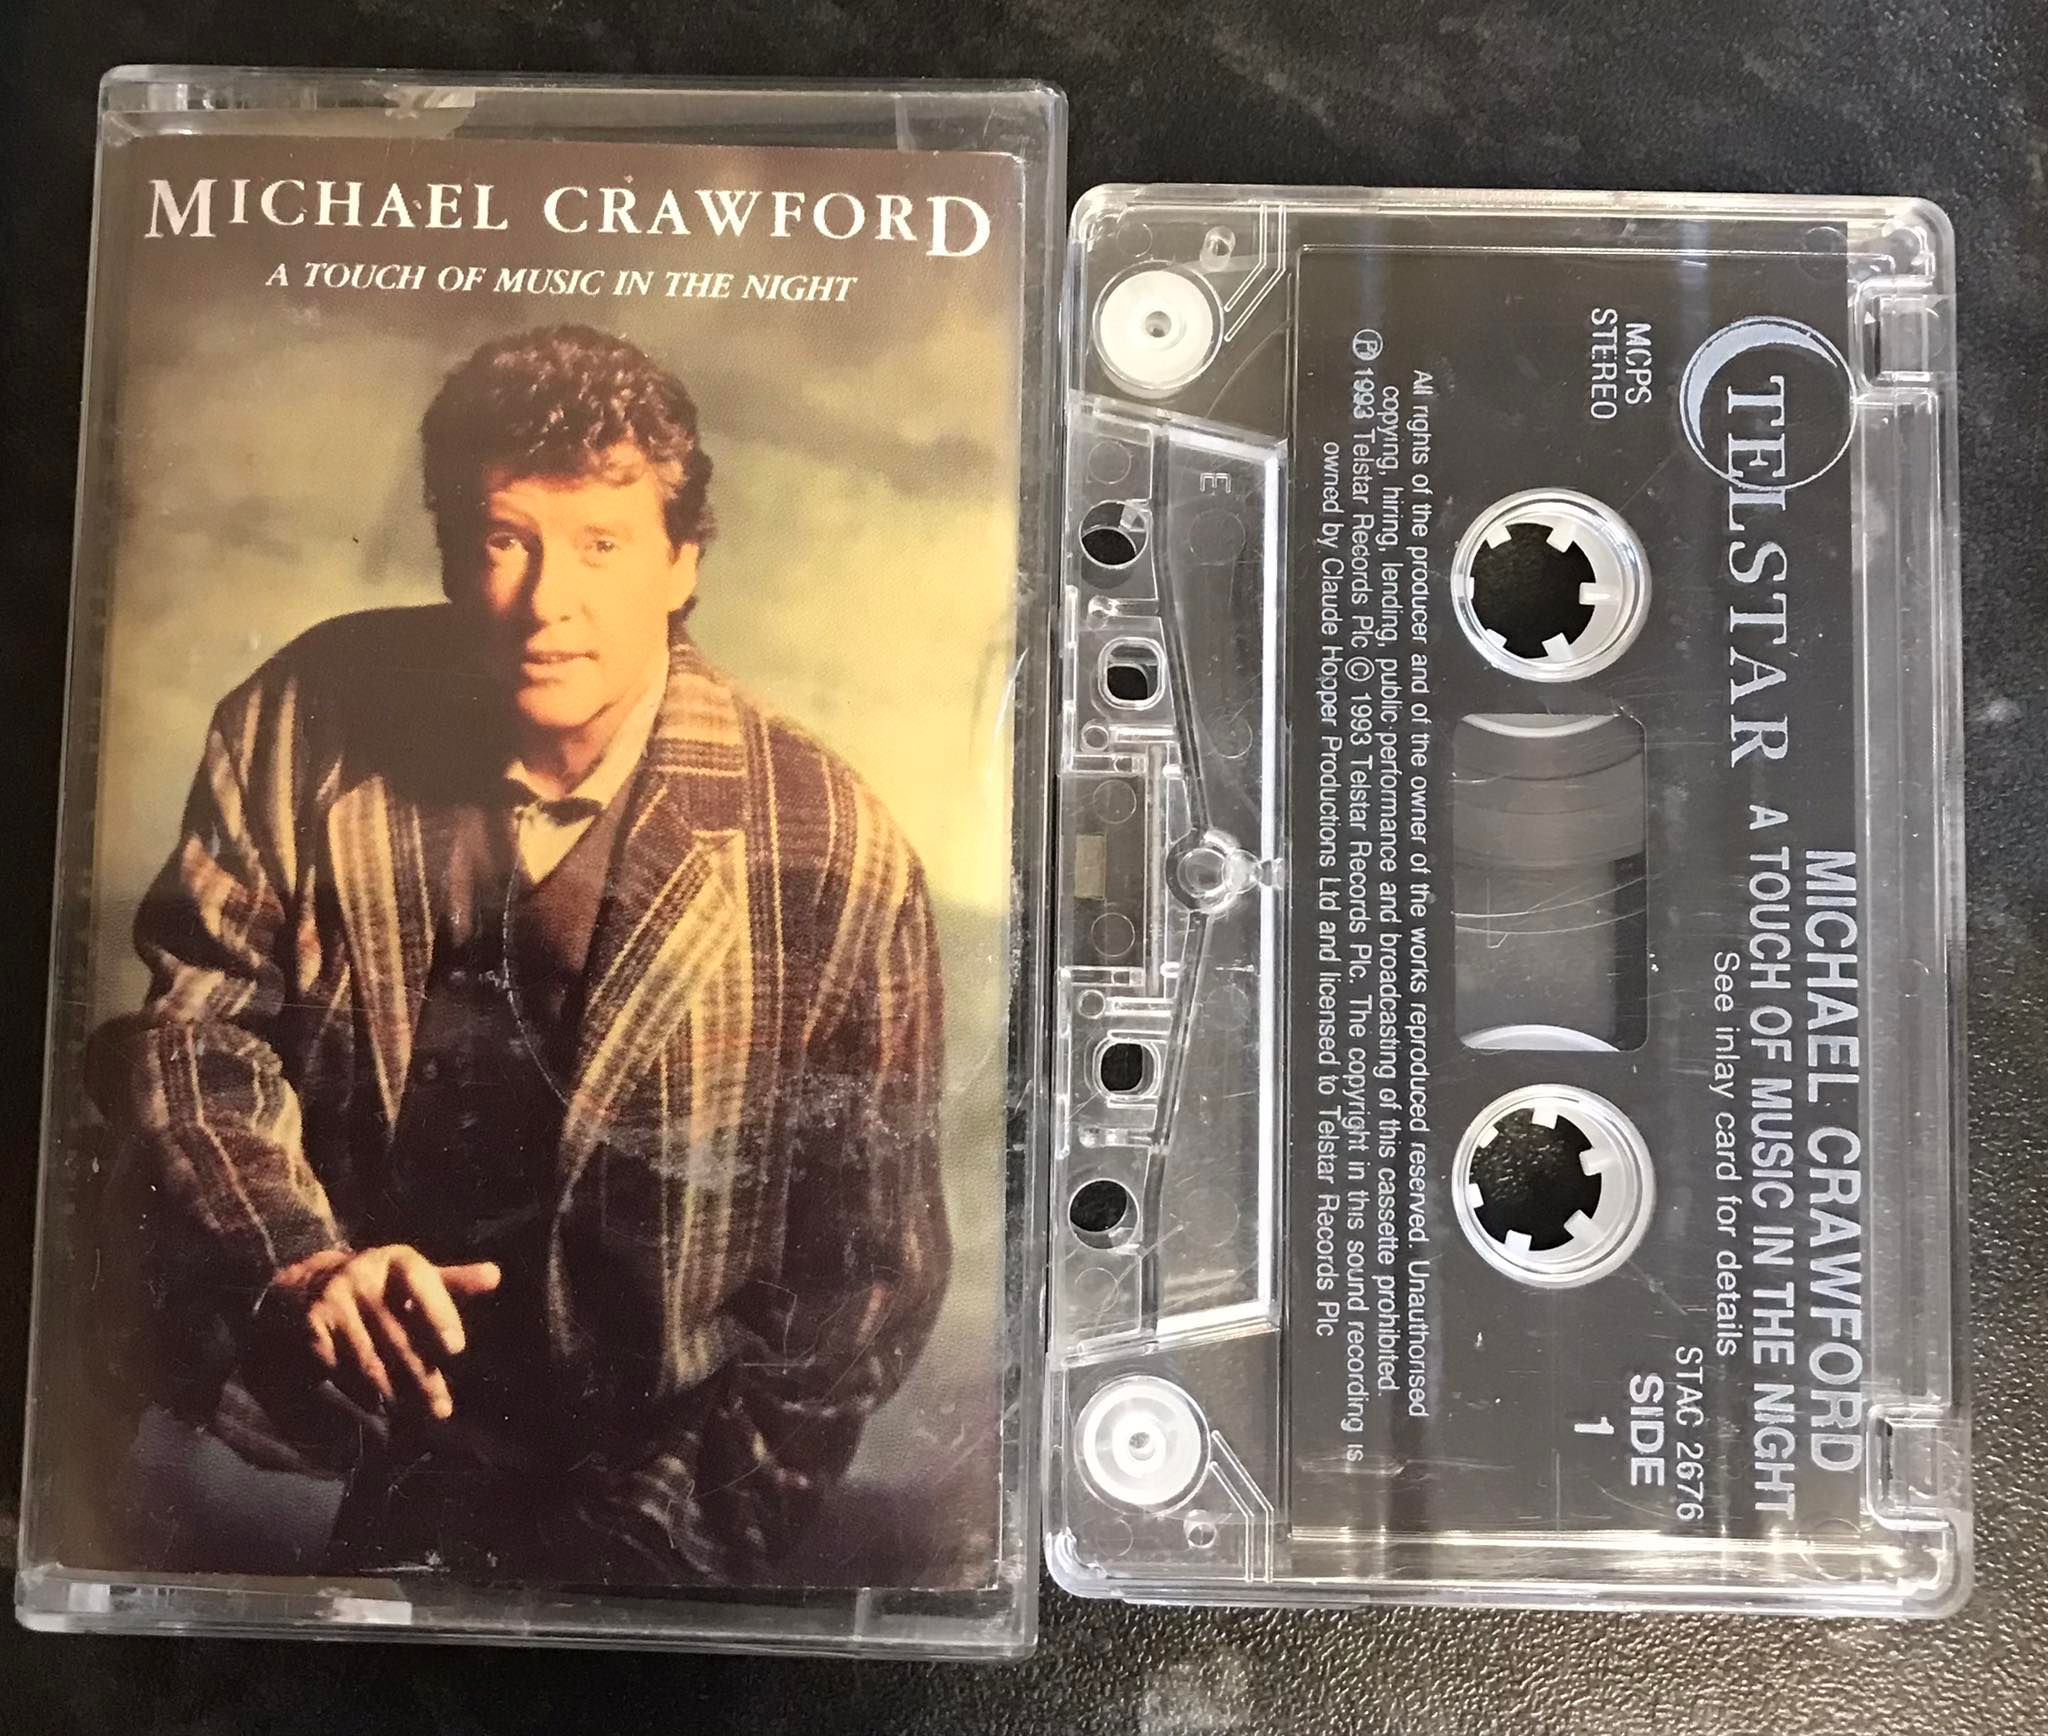 MICHAEL CRAWFORD
A TOUCH OF MUSIC IN THE NIGHT
TELSTAR
MICHAEL CRAWFORD
A TOUCH OF MUSIC IN THE NIGHT
See inlay card for details
STAC 2676
SIDE
1
MCPS
STEREO
All rights of the producer and of the owner of the works reproduced reserved. Unauthorised
copying, hiring, lending, public performance and broadcasting of this cassette prohibited.
Ⓟ 1993 Telstar Records Plc © 1993 Telstar Records Plc. The copyright in this sound recording is
owned by Claude Hopper Productions Ltd and licensed to Telstar Records Plc
E